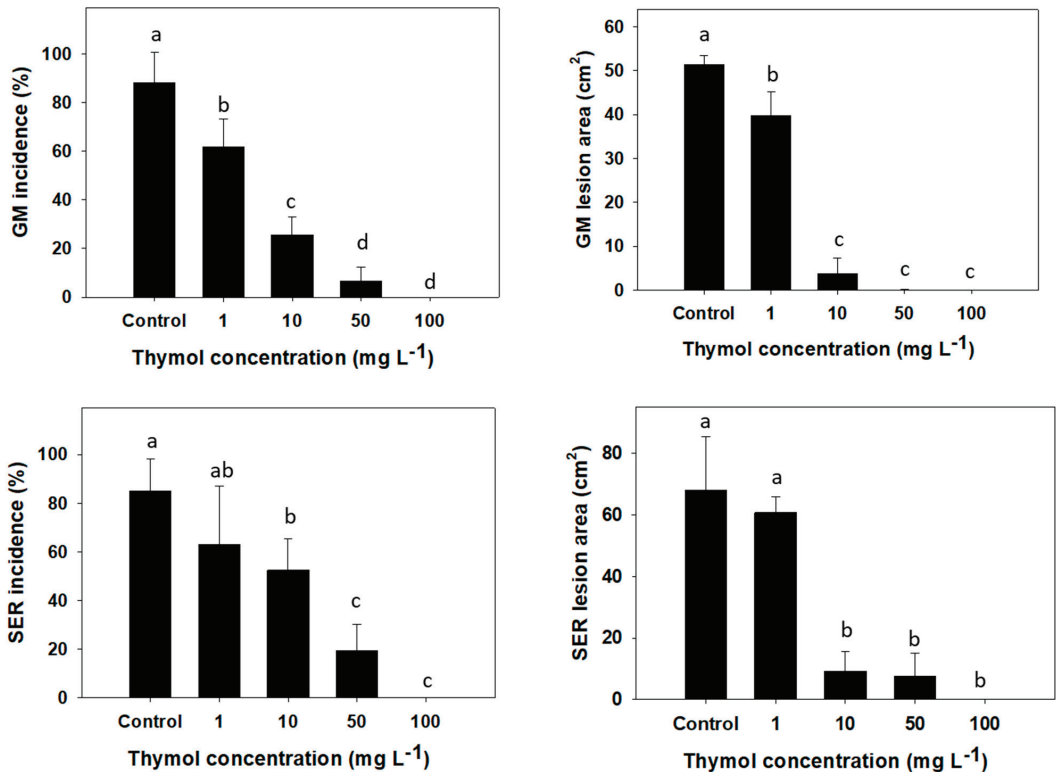 GM incidence (%)
100
80
60
40
20
0
a
b
c
d
d
Control 1 10 50 100
Thymol concentration (mg L-1)
GM lesion area (cm2)
60
50
40
30
20
10
0
a
b
c
c
c
Control 1 10 50 100
Thymol concentration (mg L-1)
SER incidence (%)
100
80
60
40
20
0
a
ab
b
c
c
Control 1 10 50 100
Thymol concentration (mg L-1)
SER lesion area (cm2)
80
60
40
20
0
a
a
b
b
b
Control 1 10 50 100
Thymol concentration (mg L-1)